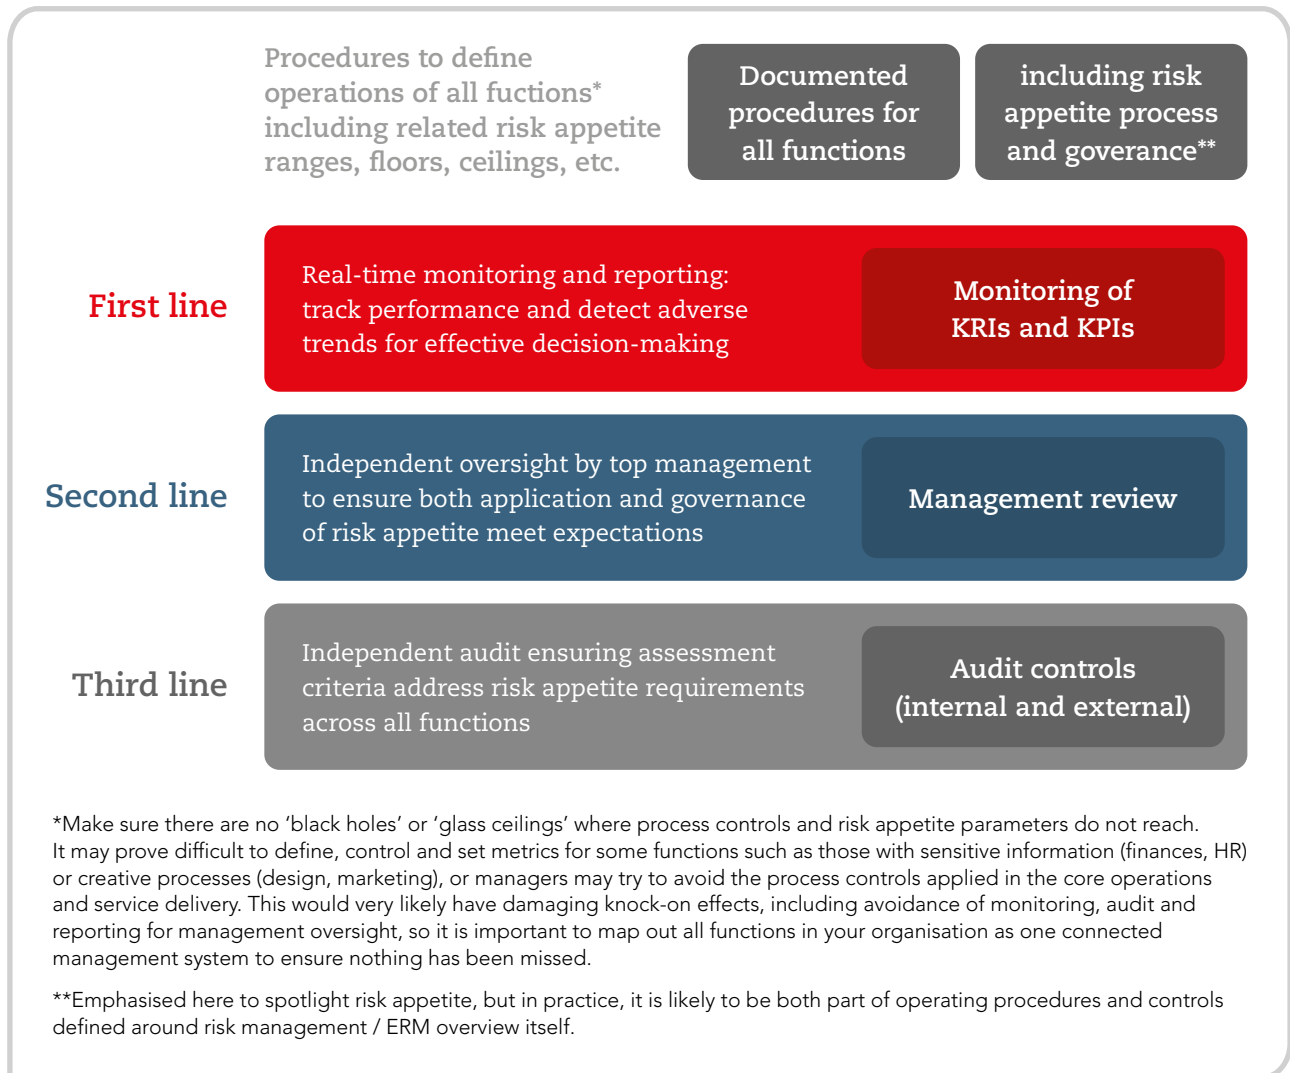 Procedures to define
operations of all fuctions*
including related risk appetite
ranges, floors, ceilings, etc.
Documented
procedures for
all functions
including risk
appetite process
and goverance**
First line
Real-time monitoring and reporting:
track performance and detect adverse
trends for effective decision-making
Monitoring of
KRIs and KPIs
Second line
Independent oversight by top management
to ensure both application and governance
of risk appetite meet expectations
Management review
Third line
Independent audit ensuring assessment
criteria address risk appetite requirements
across all functions
Audit controls
(internal and external)
*Make sure there are no ‘black holes’ or ‘glass ceilings’ where process controls and risk appetite parameters do not reach.
It may prove difficult to define, control and set metrics for some functions such as those with sensitive information (finances, HR)
or creative processes (design, marketing), or managers may try to avoid the process controls applied in the core operations
and service delivery. This would very likely have damaging knock-on effects, including avoidance of monitoring, audit and
reporting for management oversight, so it is important to map out all functions in your organisation as one connected
management system to ensure nothing has been missed.
**Emphasised here to spotlight risk appetite, but in practice, it is likely to be both part of operating procedures and controls
defined around risk management / ERM overview itself.